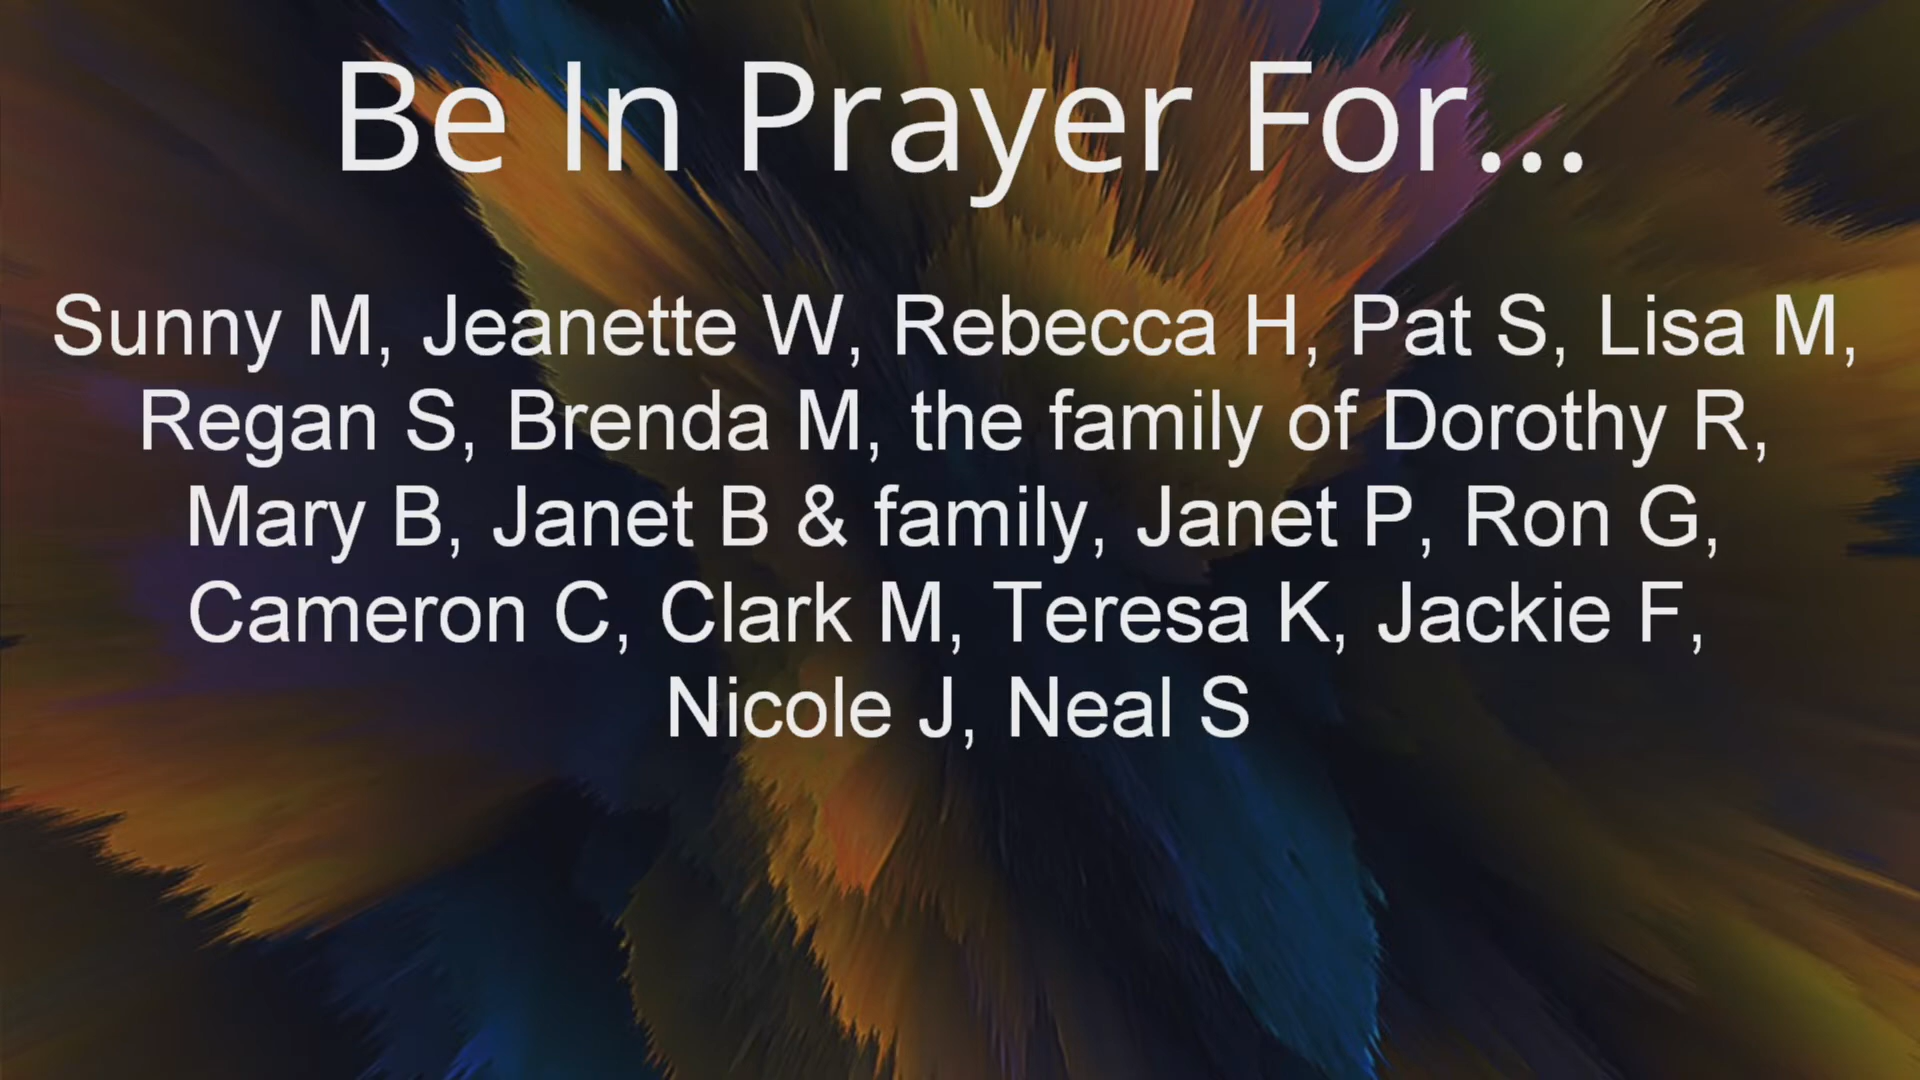 Be In Prayer For...
Sunny M, Jeanette W, Rebecca H, Pat S, Lisa M,
Regan S, Brenda M, the family of Dorothy R,
Mary B, Janet B & family, Janet P, Ron G,
Cameron C, Clark M, Teresa K, Jackie F,
Nicole J, Neal S